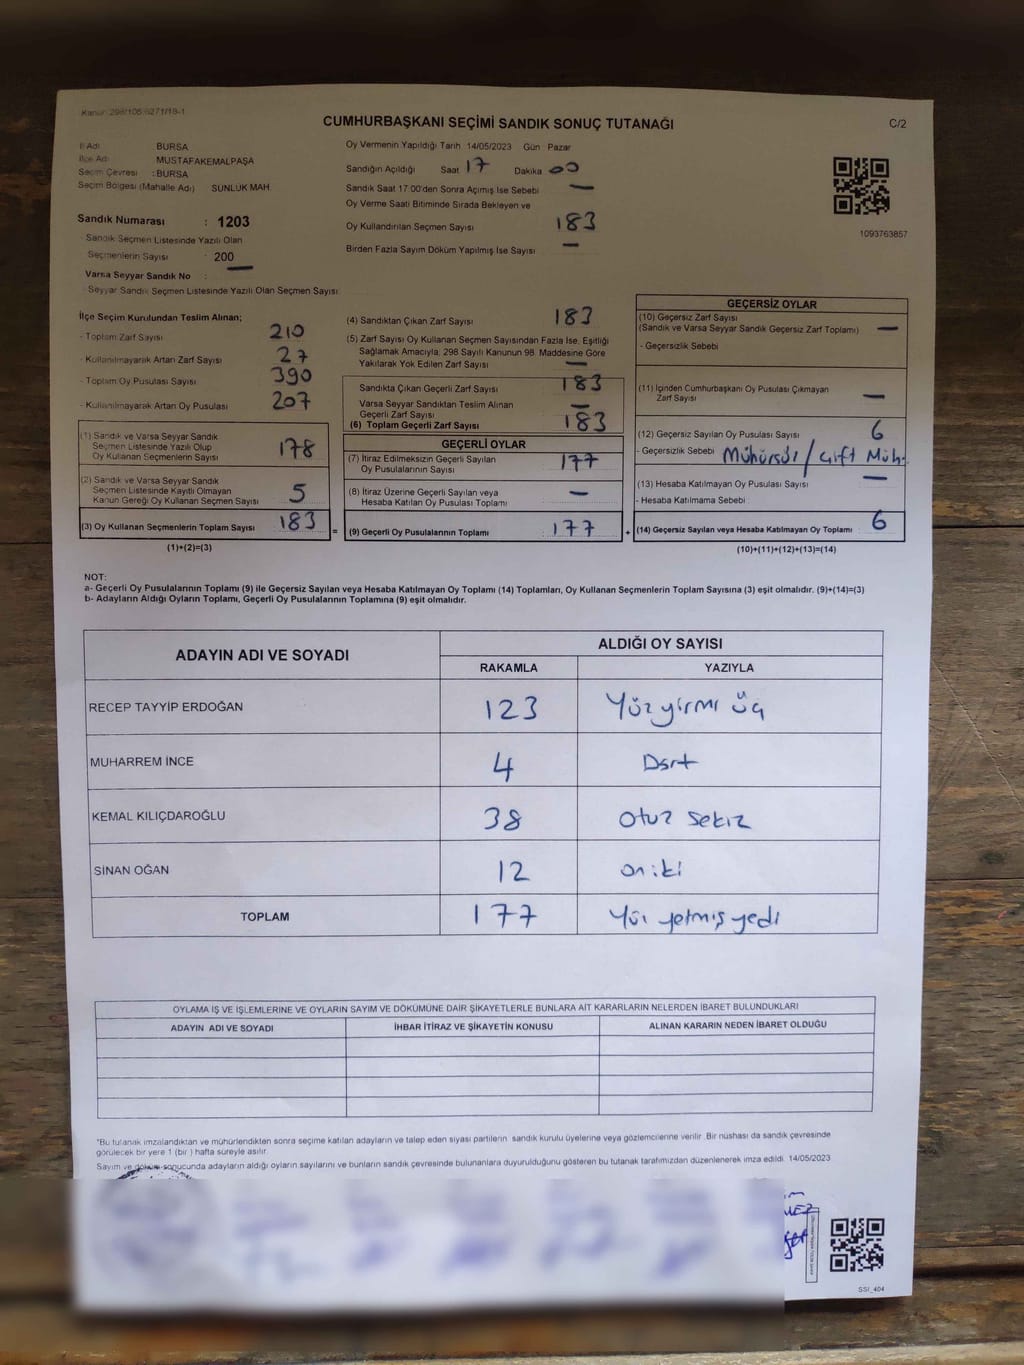 Kanun: 298/106 6271/18-1
CUMHURBAŞKANI SEÇİMİ SANDIK SONUÇ TUTANAĞI
C/2
İl Adı BURSA
İlçe Adı MUSTAFAKEMALPAŞA
Seçim Çevresi : BURSA
Seçim Bölgesi (Mahalle Adı) SÜNLÜK MAH
Sandık Numarası : 1203
Sandık Seçmen Listesinde Yazılı Olan
Seçmenlerin Sayısı 200
Varsa Seyyar Sandık No : —
- Seyyar Sandık Seçmen Listesinde Yazılı Olan Seçmen Sayısı
Oy Vermenin Yapıldığı Tarih 14/05/2023 Gün Pazar
Sandığın Açıldığı Saat 17 Dakika 00
Sandık Saat 17 00'den Sonra Açımış İse Sebebi —
Oy Verme Saati Bitiminde Sırada Bekleyen ve
Oy Kullandırılan Seçmen Sayısı 183
Birden Fazla Sayım Döküm Yapılmış İse Sayısı —
1093763857
İlçe Seçim Kurulundan Teslim Alınan;
- Toplam Zarf Sayısı 210
- Kullanılmayarak Artan Zarf Sayısı 27
- Toplam Oy Pusulası Sayısı 390
- Kullanılmayarak Artan Oy Pusulası 207
(1) Sandık ve Varsa Seyyar Sandık
Seçmen Listesinde Yazılı Olup
Oy Kullanan Seçmenlerin Sayısı 178
(2) Sandık ve Varsa Seyyar Sandık
Seçmen Listesinde Kayıtlı Olmayan
Kanun Gereği Oy Kullanan Seçmen Sayısı 5
(3) Oy Kullanan Seçmenlerin Toplam Sayısı 183 =
(1)+(2)=(3)
(4) Sandıktan Çıkan Zarf Sayısı 183
(5) Zarf Sayısı Oy Kullanan Seçmen Sayısından Fazla İse, Eşitliği
Sağlamak Amacıyla; 298 Sayılı Kanunun 98. Maddesine Göre
Yakılarak Yok Edilen Zarf Sayısı —
Sandıkta Çıkan Geçerli Zarf Sayısı 183
Varsa Seyyar Sandıktan Teslim Alınan
Geçerli Zarf Sayısı —
(6) Toplam Geçerli Zarf Sayısı 183
GEÇERLİ OYLAR
(7) İtiraz Edilmeksizin Geçerli Sayılan
Oy Pusulalarının Sayısı 177
(8) İtiraz Üzerine Geçerli Sayılan veya
Hesaba Katılan Oy Pusulaları Toplamı —
(9) Geçerli Oy Pusulalarının Toplamı : 177 +
GEÇERSİZ OYLAR
(10) Geçersiz Zarf Sayısı
(Sandık ve Varsa Seyyar Sandık Geçersiz Zarf Toplamı) —
- Geçersizlik Sebebi
(11) İçinden Cumhurbaşkanı Oy Pusulası Çıkmayan
Zarf Sayısı —
(12) Geçersiz Sayılan Oy Pusulası Sayısı 6
- Geçersizlik Sebebi Mühürsüz / Çift Müh.
(13) Hesaba Katılmayan Oy Pusulası Sayısı —
- Hesaba Katılmama Sebebi
(14) Geçersiz Sayılan veya Hesaba Katılmayan Oy Toplamı 6
(10)+(11)+(12)+(13)=(14)
NOT:
a- Geçerli Oy Pusulalarının Toplamı (9) ile Geçersiz Sayılan veya Hesaba Katılmayan Oy Toplamı (14) Toplamları, Oy Kullanan Seçmenlerin Toplam Sayısına (3) eşit olmalıdır. (9)+(14)=(3)
b- Adayların Aldığı Oyların Toplamı, Geçerli Oy Pusulalarının Toplamına (9) eşit olmalıdır.
ADAYIN ADI VE SOYADI ALDIĞI OY SAYISI
RAKAMLA YAZIYLA
RECEP TAYYİP ERDOĞAN 123 Yüzyirmi üç
MUHARREM İNCE 4 Dört
KEMAL KILIÇDAROĞLU 38 otuz sekiz
SİNAN OĞAN 12 on iki
TOPLAM 177 Yüz yetmiş yedi
OYLAMA İŞ VE İŞLEMLERİNE VE OYLARIN SAYIM VE DÖKÜMÜNE DAİR ŞİKAYETLERLE BUNLARA AİT KARARLARIN NELERDEN İBARET BULUNDUKLARI
ADAYIN ADI VE SOYADI İHBAR İTİRAZ VE ŞİKAYETİN KONUSU ALINAN KARARIN NEDEN İBARET OLDUĞU
*Bu tutanak imzalandıktan ve mühürlendikten sonra seçime katılan adayların ve talep eden siyasi partilerin sandık kurulu üyelerine veya gözlemcilerine verilir. Bir nüshası da sandık çevresinde
görülecek bir yere 1 (bir ) hafta süreyle asılır.
Sayım ve döküm sonucunda adayların aldığı oyların sayılarını ve bunların sandık çevresinde bulunanlara duyurulduğunu gösteren bu tutanak tarafımızdan düzenlenerek imza edildi. 14/05/2023
SSI_404